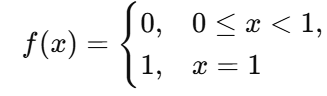 f(x) = { 0, 0 ≤ x < 1,
1, x = 1